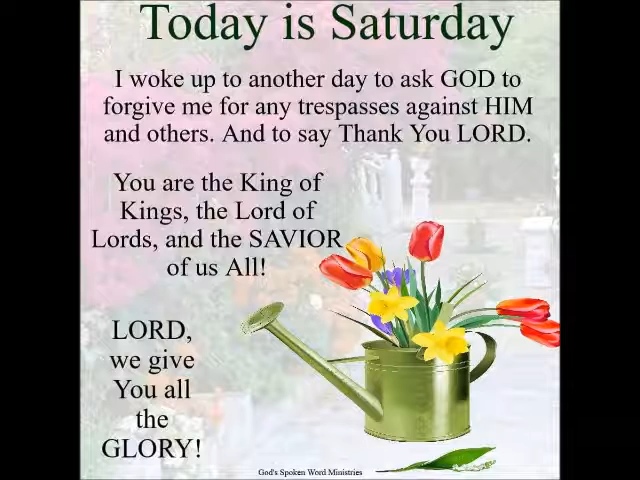 Today is Saturday
I woke up to another day to ask GOD to
forgive me for any trespasses against HIM
and others. And to say Thank You LORD.
You are the King of
Kings, the Lord of
Lords, and the SAVIOR
of us All!
LORD,
we give
You all
the
GLORY!
God's Spoken Word Ministries